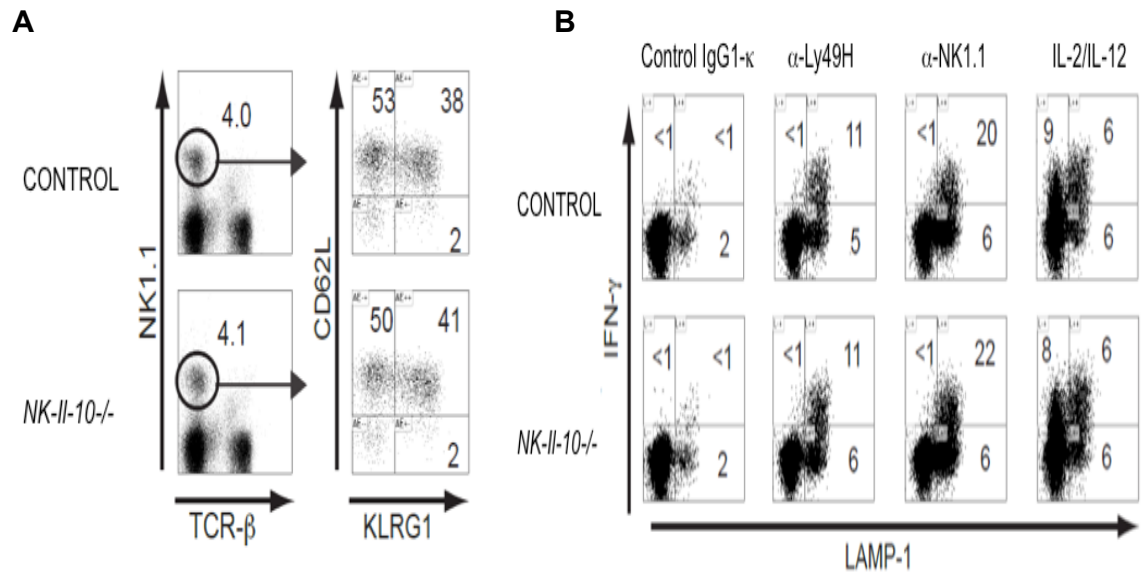 A
B
Control IgG1-κ α-Ly49H α-NK1.1 IL-2/IL-12
4.0
53 38
2
CONTROL
NK1.1
CD62L
4.1
50 41
2
NK-Il-10-/-
TCR-β
KLRG1
<1 <1
2
<1 11
5
<1 20
6
9 6
6
CONTROL
IFN-γ
<1 <1
2
<1 11
6
<1 22
6
8 6
6
NK-Il-10-/-
LAMP-1